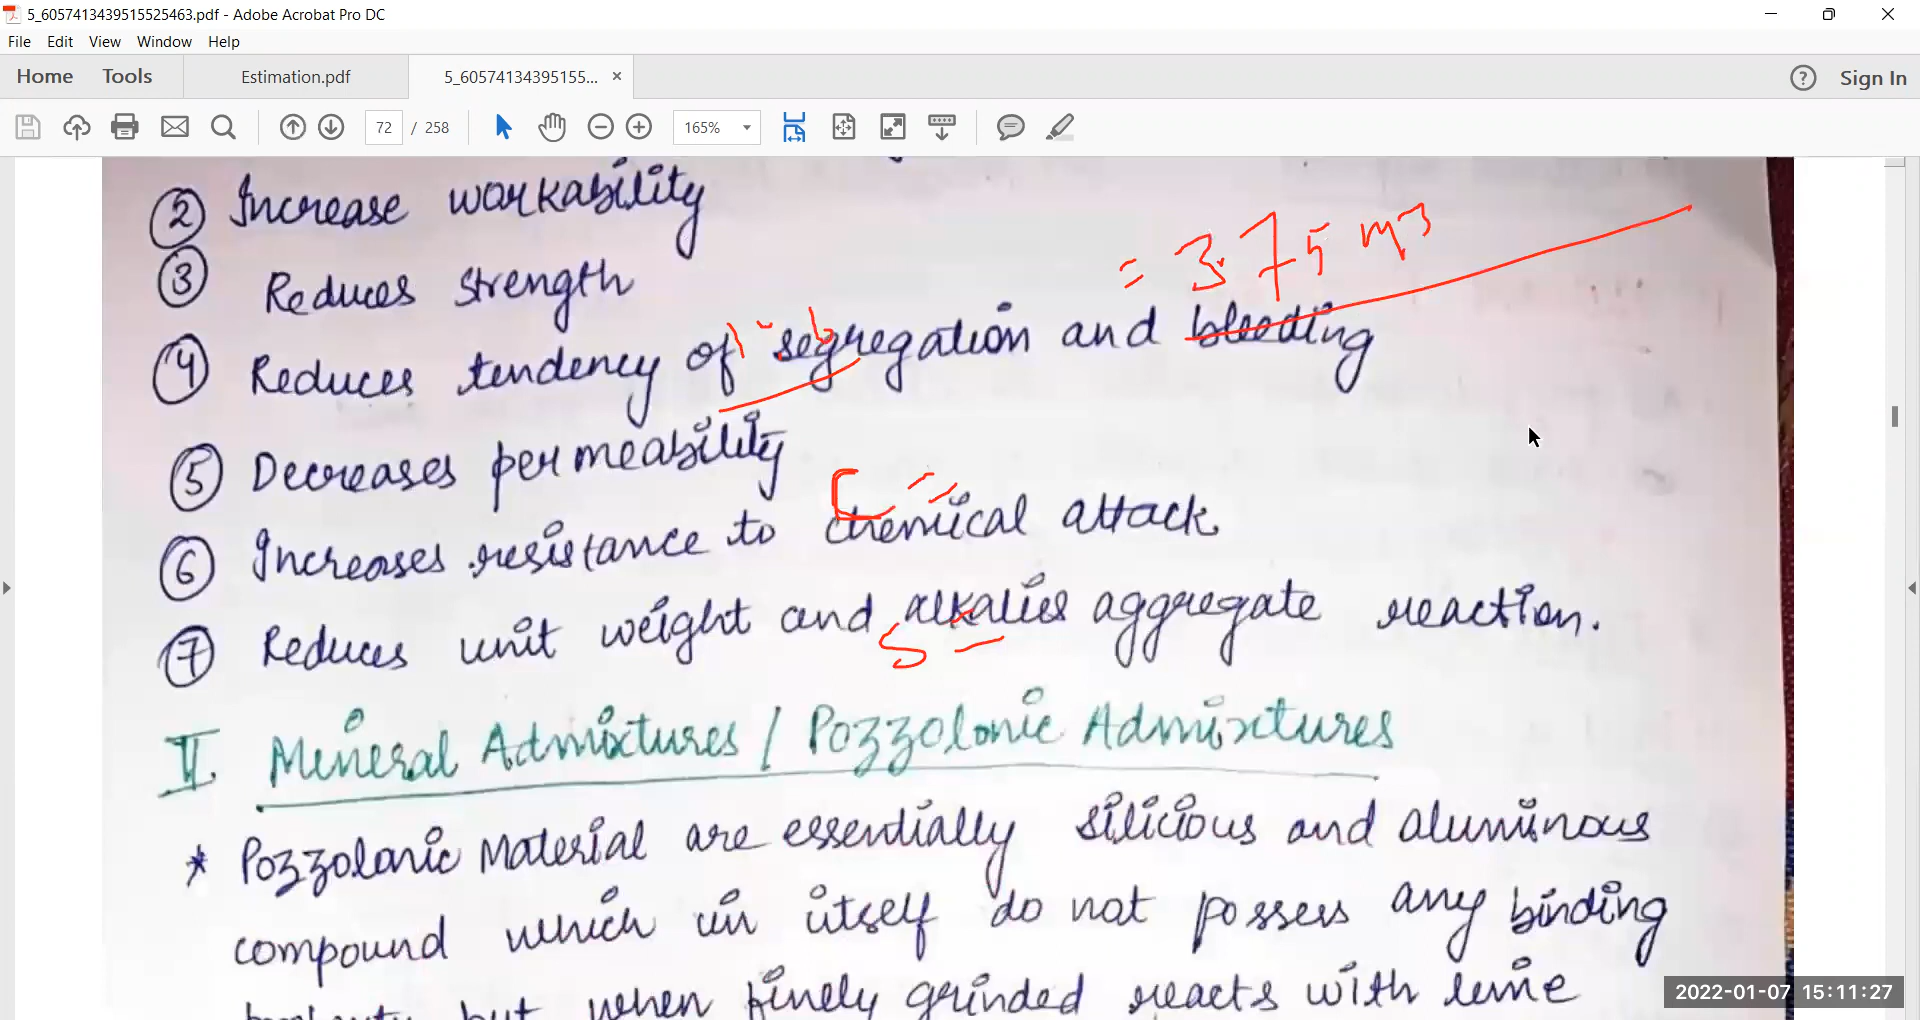 5_6057413439515525463.pdf - Adobe Acrobat Pro DC
File Edit View Window Help
Home Tools Estimation.pdf 5_60574134395155... × Sign In
72 / 258 165%
② Increase workability
= 3.75 m3
③ Reduces strength
④ Reduces tendency of segregation and bleeding
⑤ Decreases permeability
⑥ Increases resistance to chemical attack
⑦ Reduces unit weight and alkalies aggregate reaction.
II Mineral Admixtures / Pozzolonic Admixtures
* Pozzolanic Material are essentially silicious and aluminous
compound which in itself do not possess any binding
but when finely grinded reacts with lime
2022-01-07 15:11:27